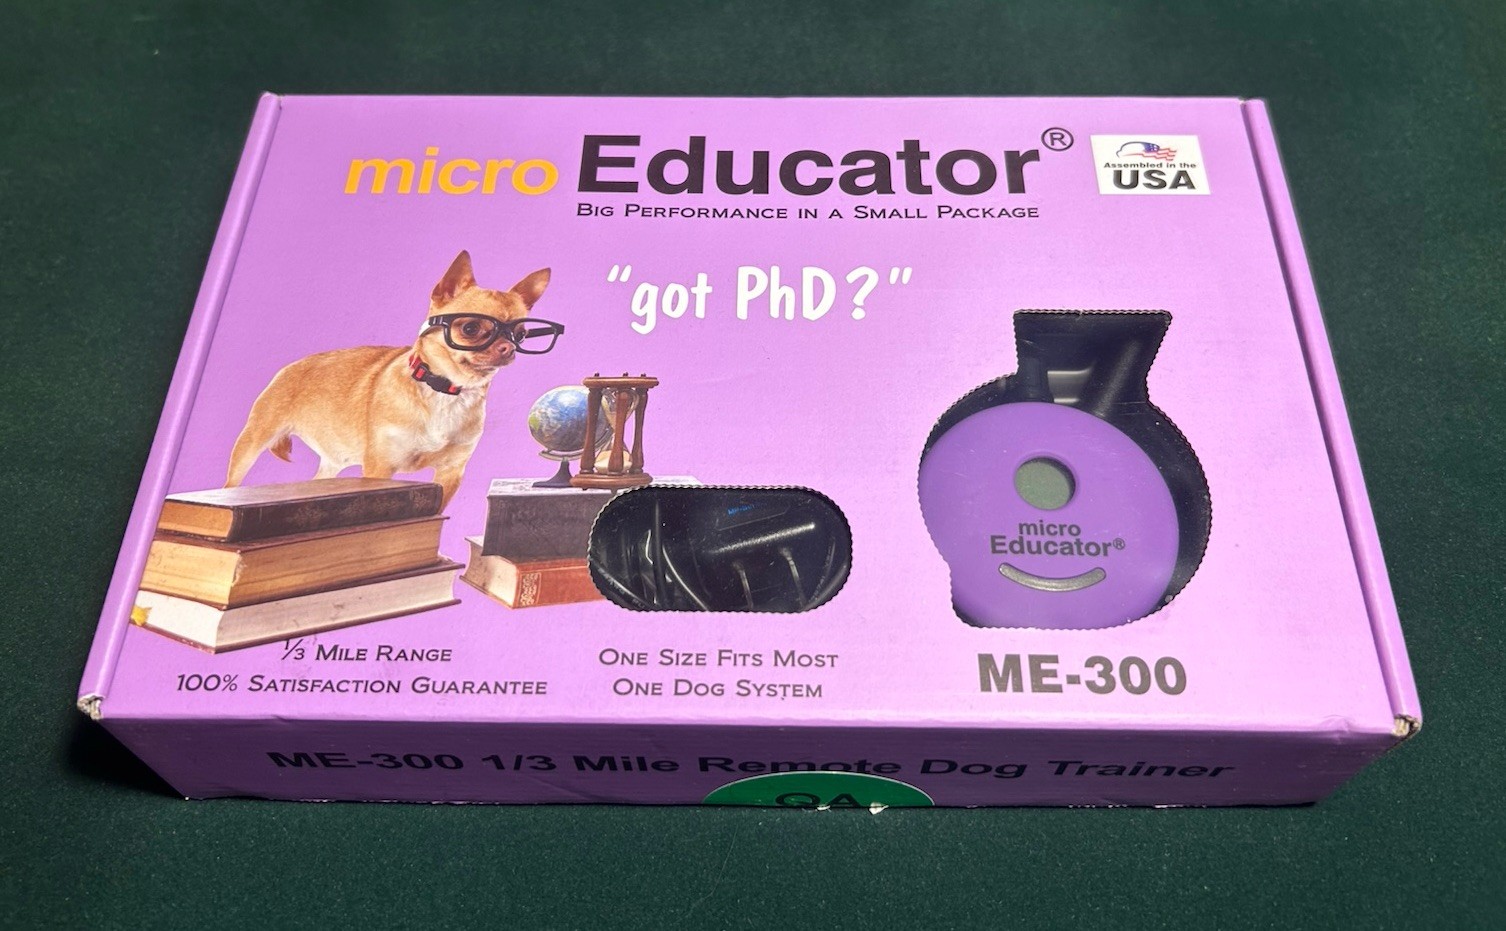 micro Educator®
Assembled in the
USA
Big Performance in a Small Package
"got PhD?"
micro
Educator®
1/3 Mile Range
100% Satisfaction Guarantee
One Size Fits Most
One Dog System
ME-300
ME-300 1/3 Mile Remote Dog Trainer
QA